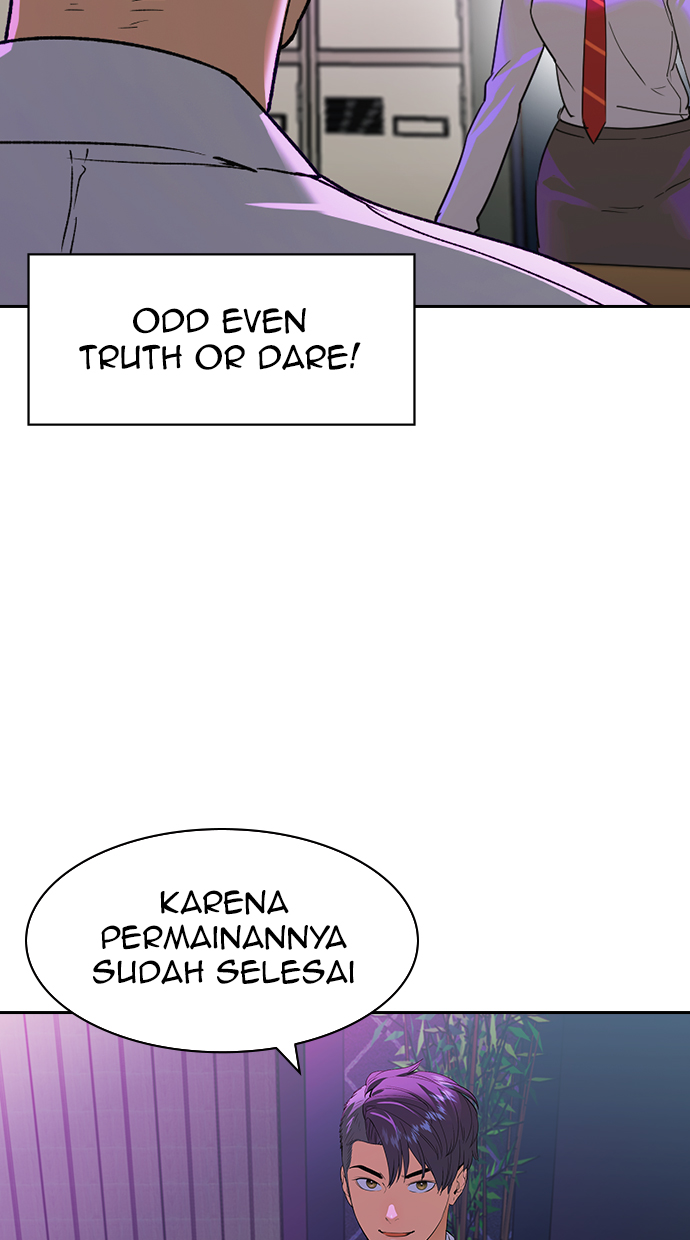 ODD EVEN
TRUTH OR DARE!
KARENA
PERMAINANNYA
SUDAH SELESAI